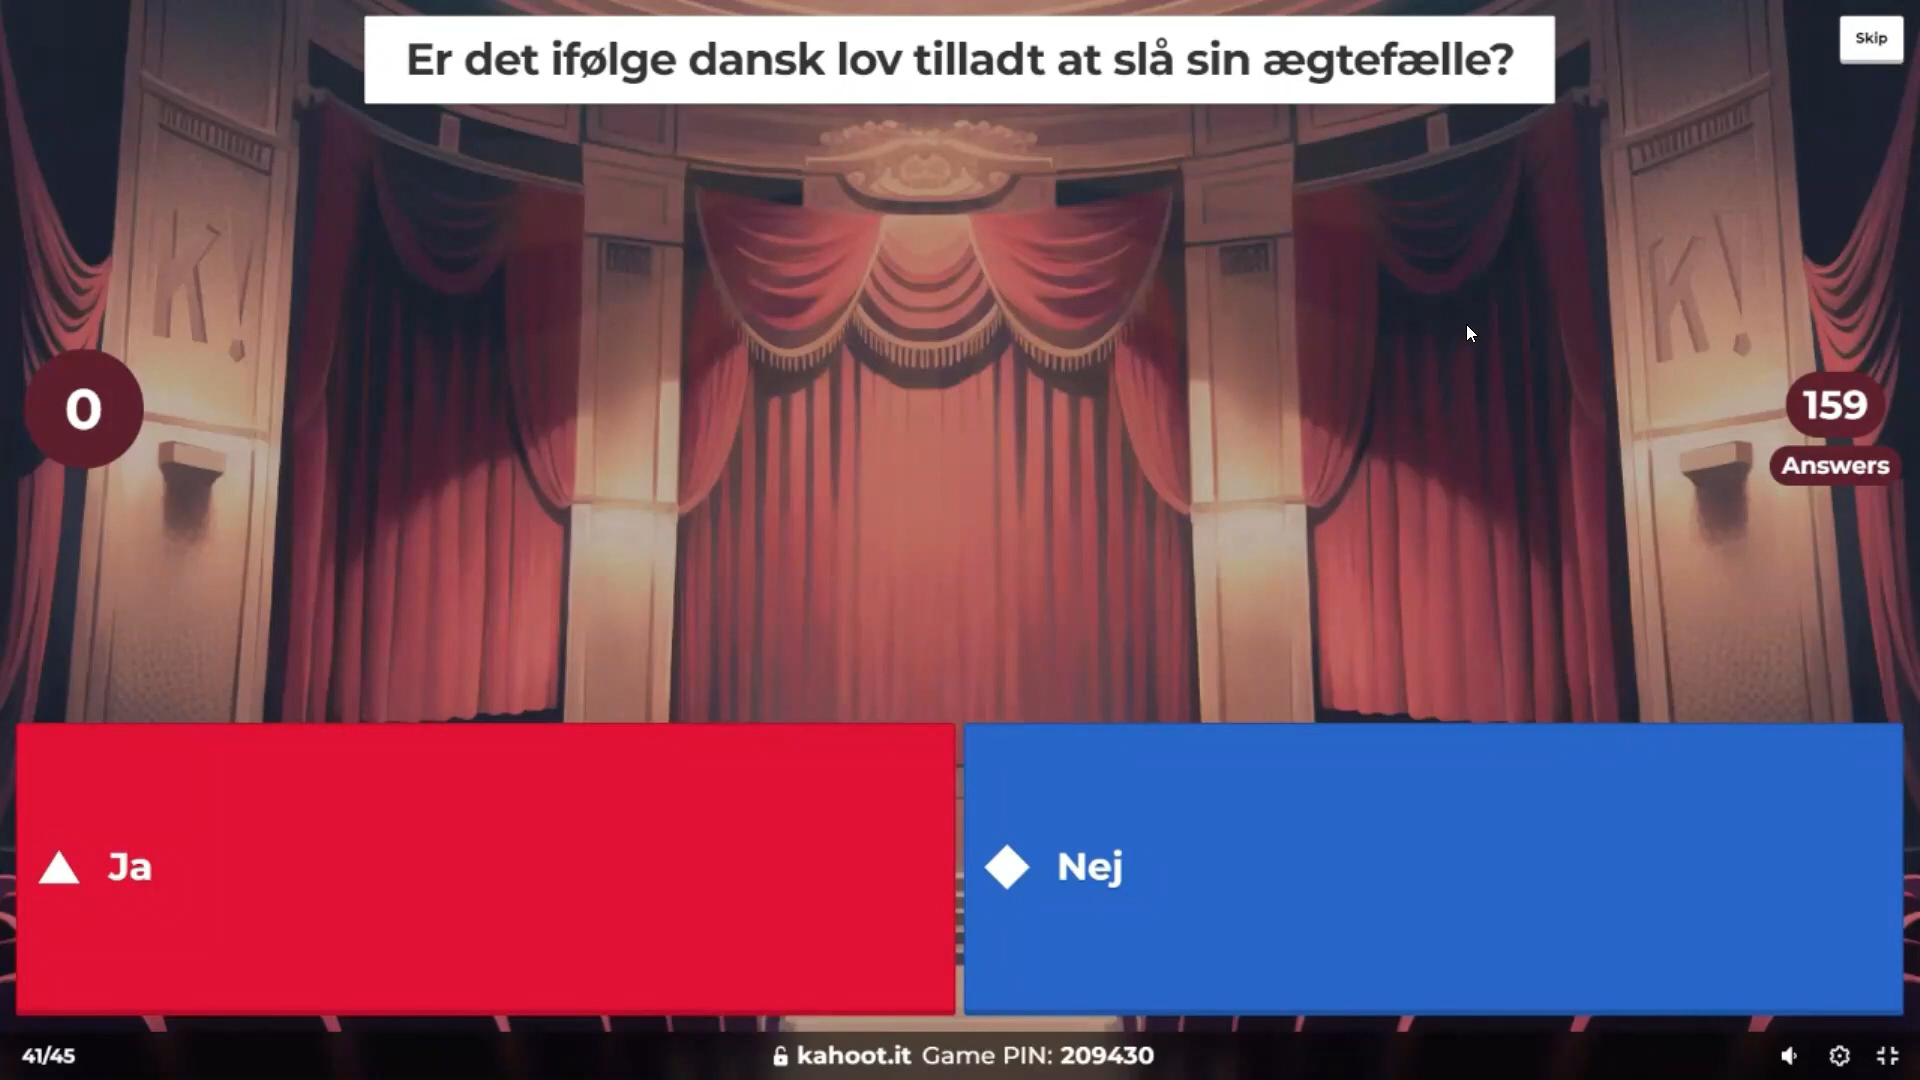 Er det ifølge dansk lov tilladt at slå sin ægtefælle?
Skip
K!
K!
0
159
Answers
Ja
Nej
41/45
kahoot.it Game PIN: 209430